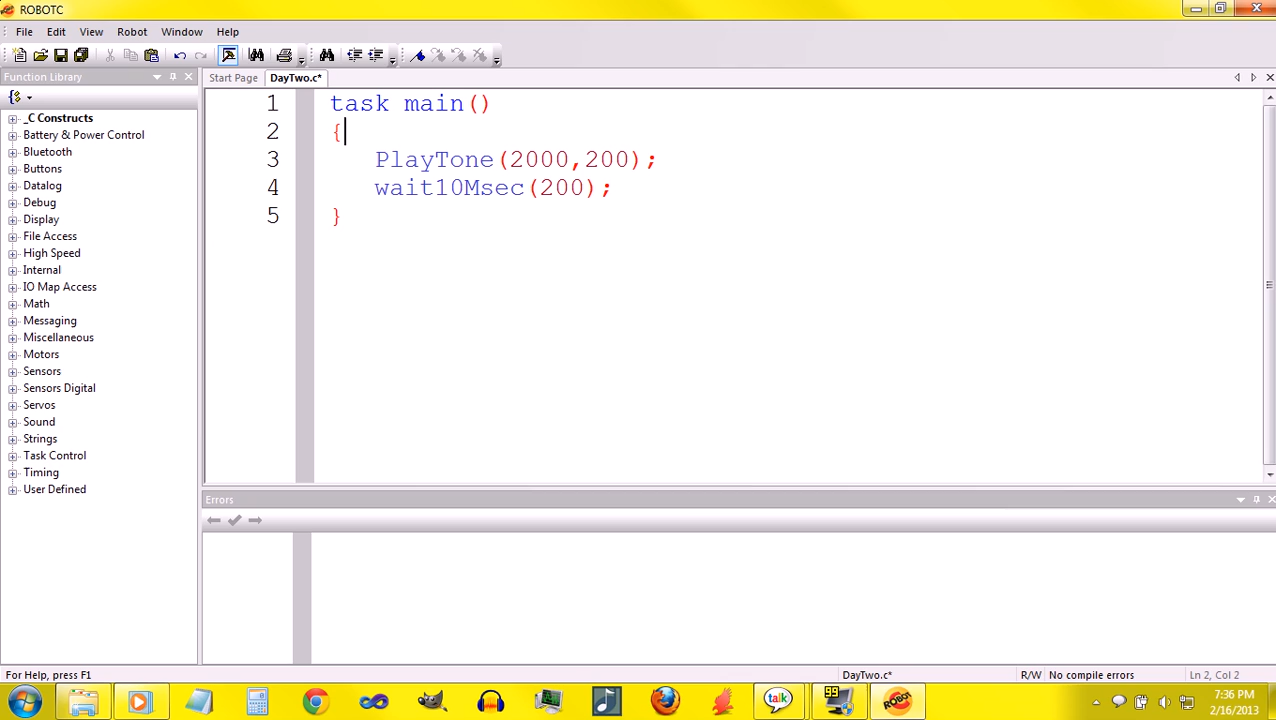 ROBOTC
File Edit View Robot Window Help
Function Library
Start Page DayTwo.c*
_C Constructs
Battery & Power Control
Bluetooth
Buttons
Datalog
Debug
Display
File Access
High Speed
Internal
IO Map Access
Math
Messaging
Miscellaneous
Motors
Sensors
Sensors Digital
Servos
Sound
Strings
Task Control
Timing
User Defined
1 task main()
2 {
3 PlayTone(2000,200);
4 wait10Msec(200);
5 }
Errors
For Help, press F1 DayTwo.c* R/W No compile errors Ln 2, Col 2
talk
99
ROBOT
7:36 PM
2/16/2013